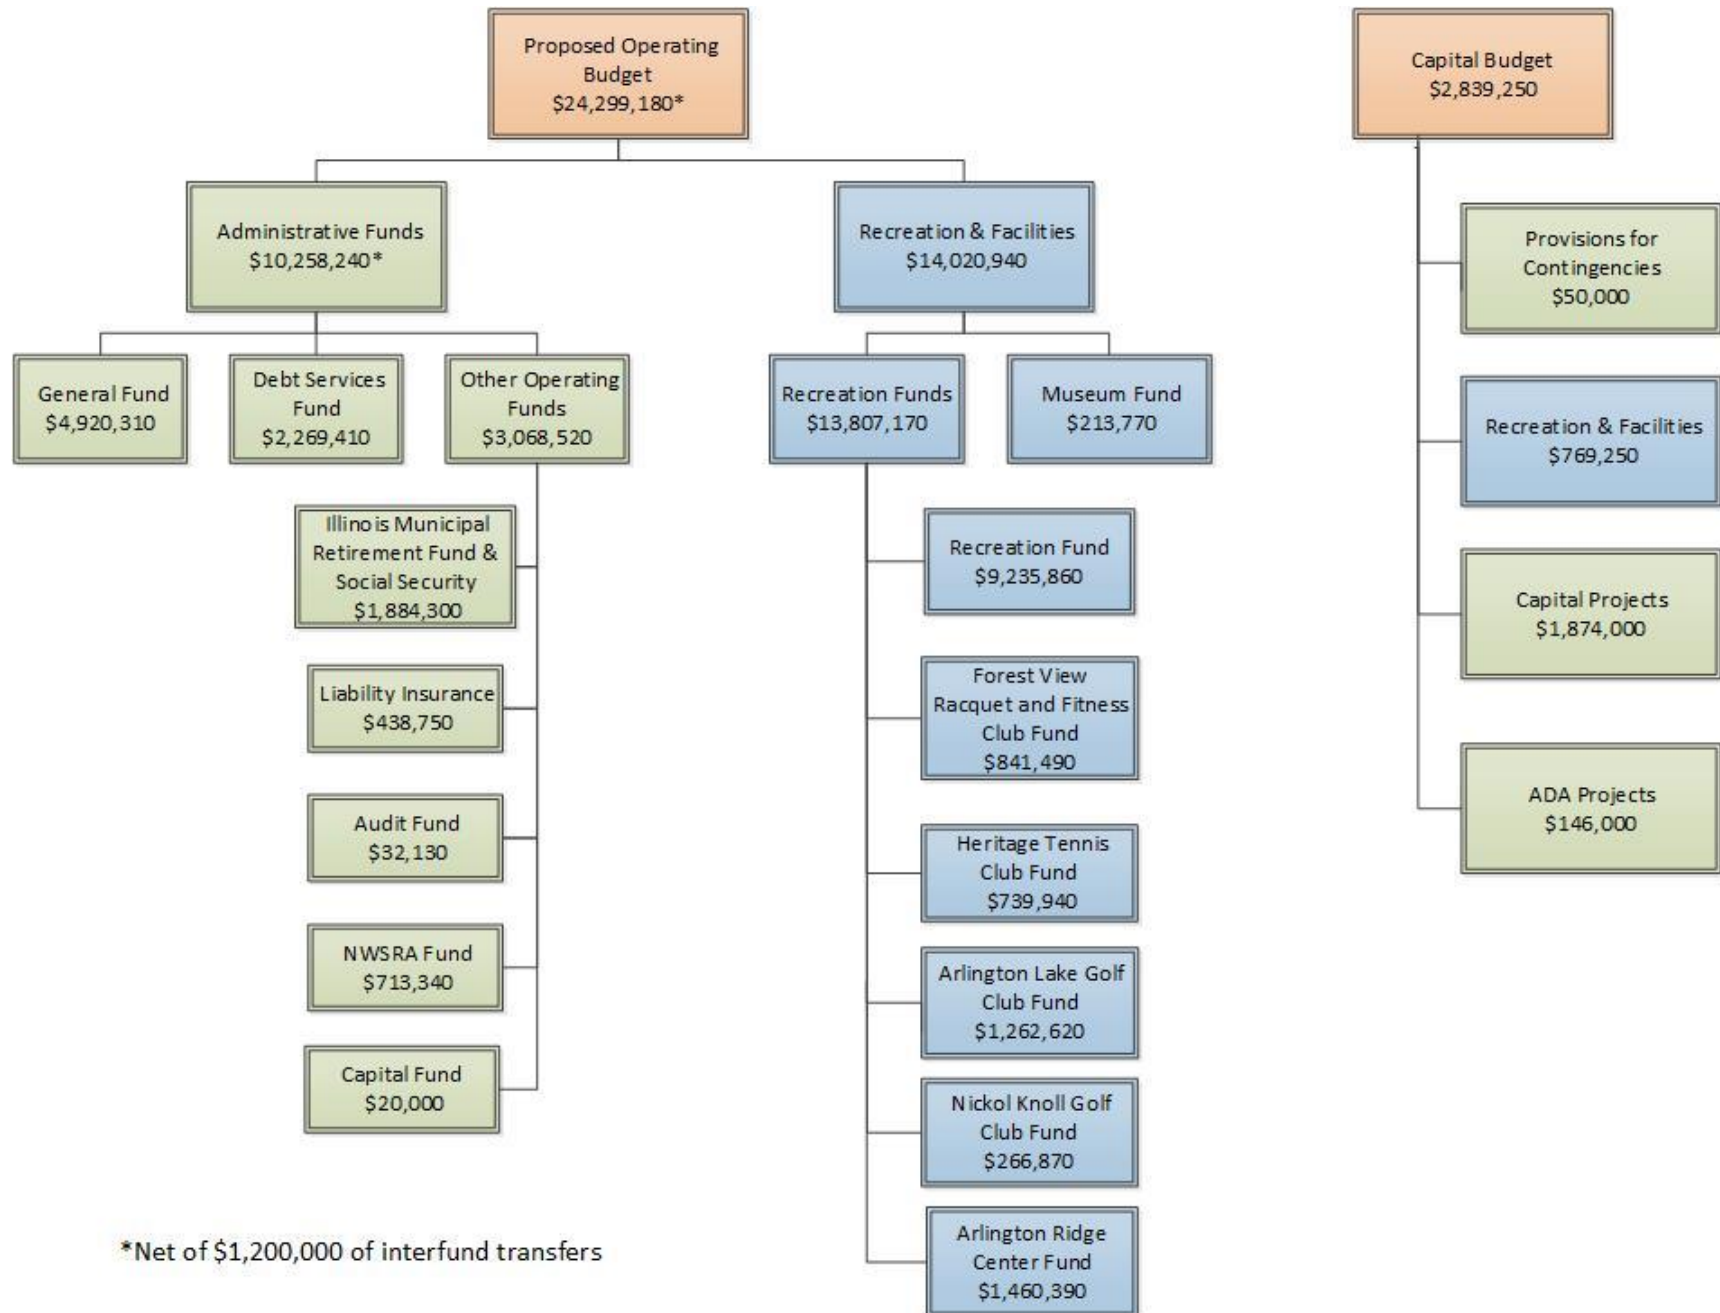 Proposed Operating
Budget
$24,299,180*
Capital Budget
$2,839,250
Administrative Funds
$10,258,240*
Recreation & Facilities
$14,020,940
Provisions for
Contingencies
$50,000
General Fund
$4,920,310
Debt Services
Fund
$2,269,410
Other Operating
Funds
$3,068,520
Recreation Funds
$13,807,170
Museum Fund
$213,770
Recreation & Facilities
$769,250
Illinois Municipal
Retirement Fund &
Social Security
$1,884,300
Liability Insurance
$438,750
Audit Fund
$32,130
NWSRA Fund
$713,340
Capital Fund
$20,000
Recreation Fund
$9,235,860
Forest View
Racquet and Fitness
Club Fund
$841,490
Heritage Tennis
Club Fund
$739,940
Arlington Lake Golf
Club Fund
$1,262,620
Nickol Knoll Golf
Club Fund
$266,870
Arlington Ridge
Center Fund
$1,460,390
Capital Projects
$1,874,000
ADA Projects
$146,000
*Net of $1,200,000 of interfund transfers